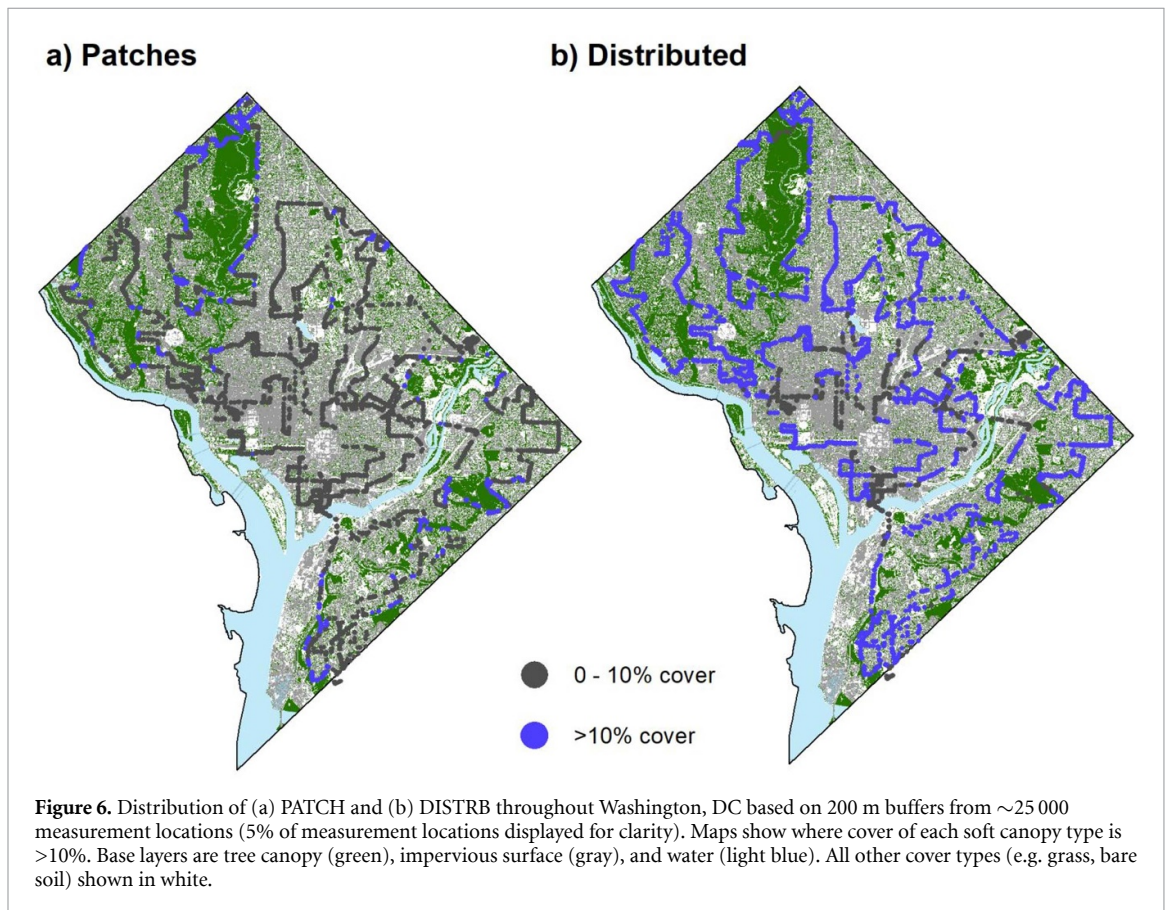 a) Patches
b) Distributed
0 - 10% cover
>10% cover
Figure 6. Distribution of (a) PATCH and (b) DISTRB throughout Washington, DC based on 200 m buffers from ∼25 000
measurement locations (5% of measurement locations displayed for clarity). Maps show where cover of each soft canopy type is
>10%. Base layers are tree canopy (green), impervious surface (gray), and water (light blue). All other cover types (e.g. grass, bare
soil) shown in white.